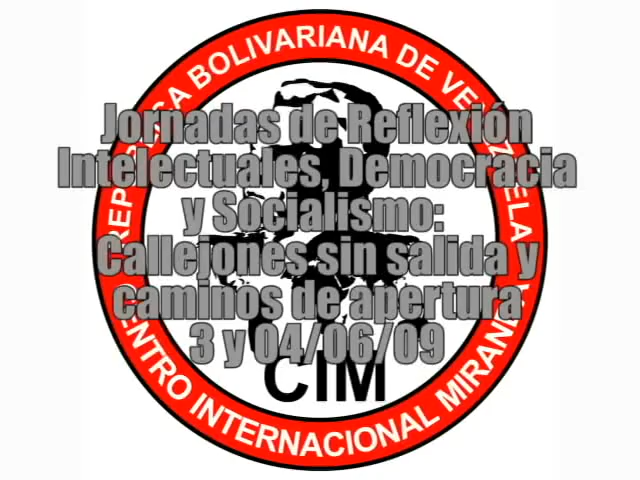 REPÚBLICA BOLIVARIANA DE VENEZUELA
Jornadas de Reflexión
Intelectuales, Democracia
y Socialismo:
Callejones sin salida y
caminos de apertura
3 y 04/06/09
CIM
CENTRO INTERNACIONAL MIRANDA